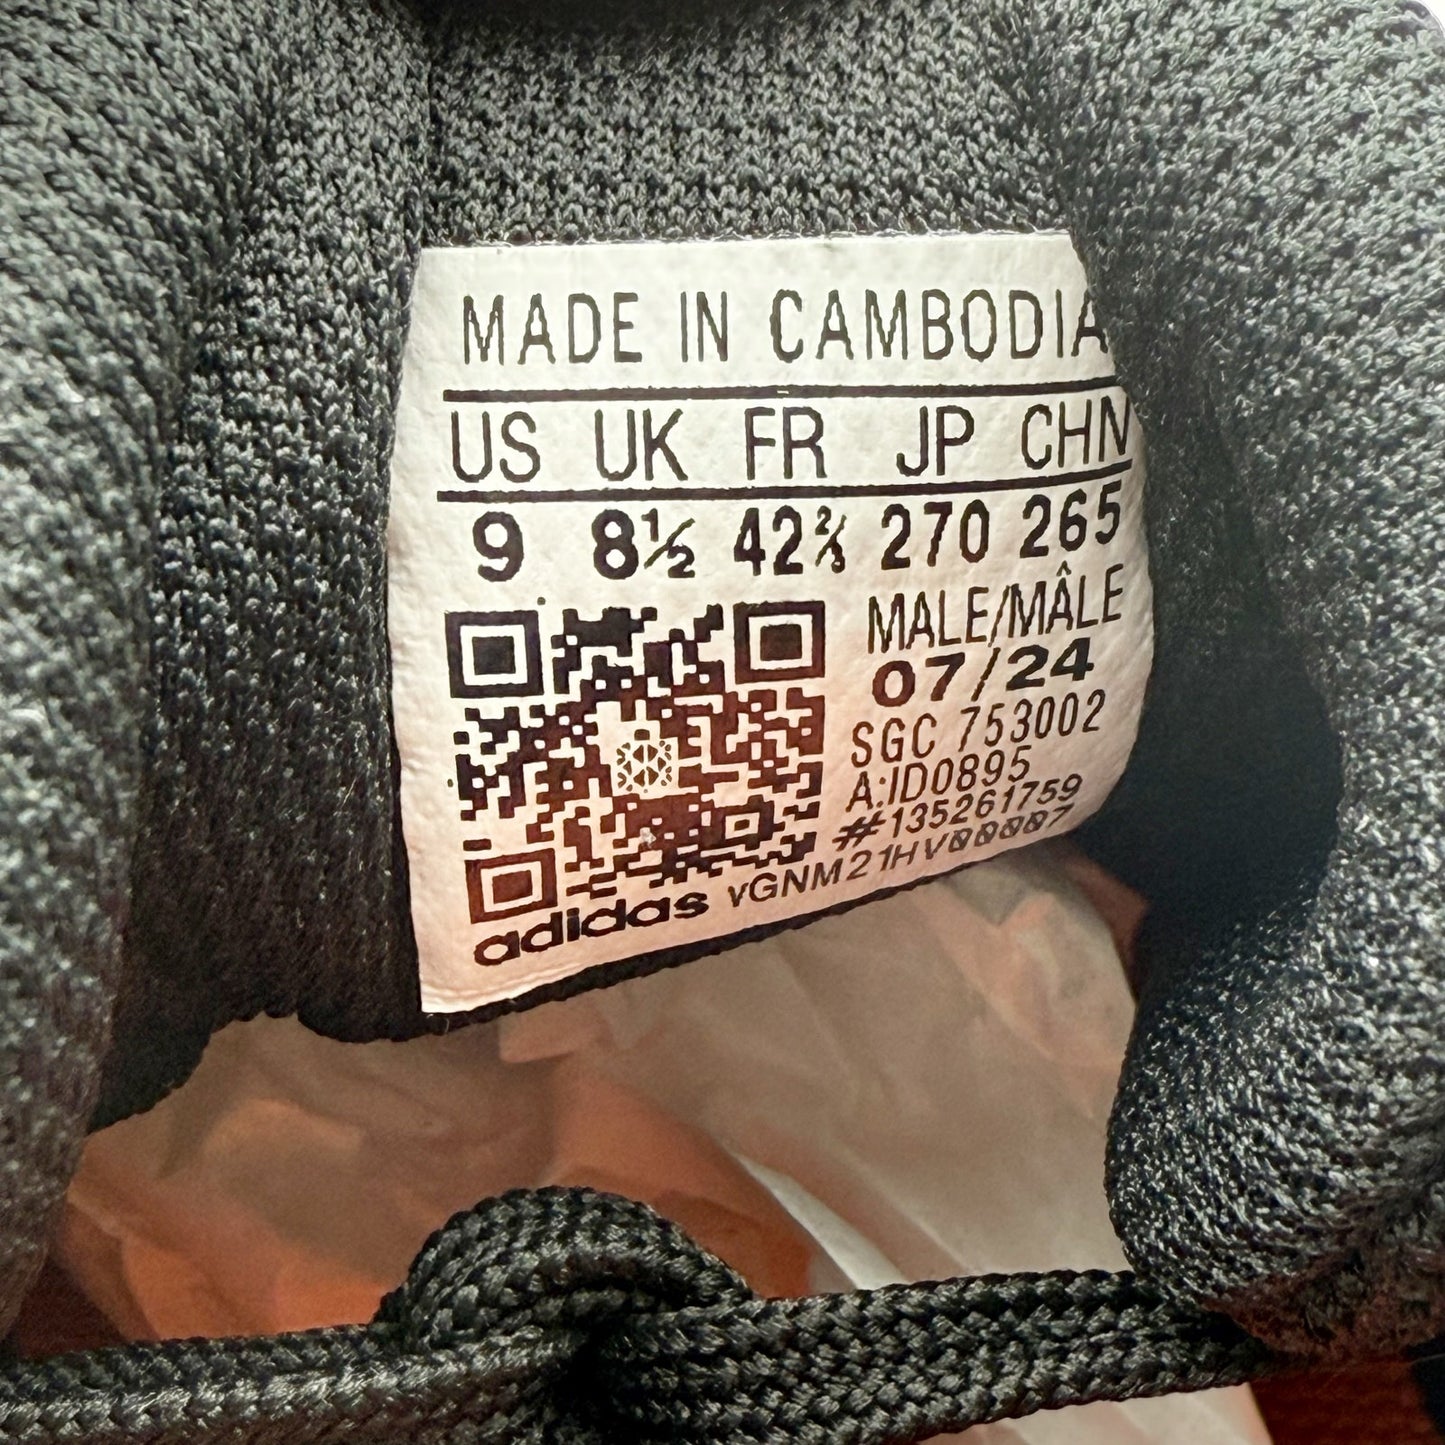 MADE IN CAMBODIA
US UK FR JP CHN
9 8½ 42⅔ 270 265
MALE/MÂLE
07/24
SGC 753002
A:ID0895
#135261759
adidas vGNM21HV00007